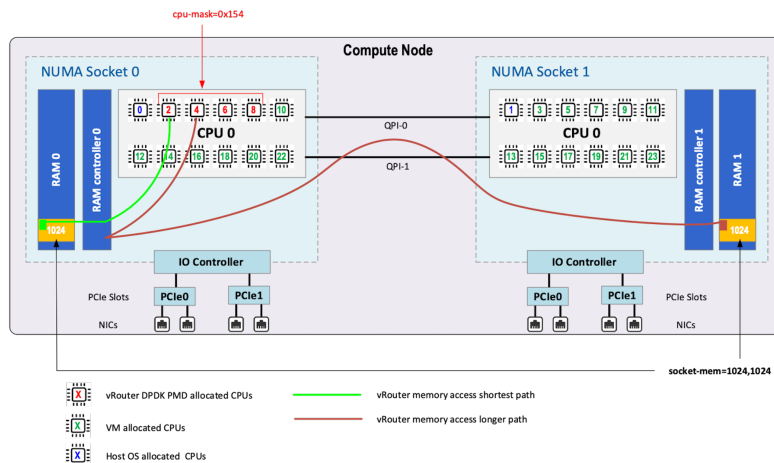 cpu-mask=0x154
Compute Node
NUMA Socket 0
NUMA Socket 1
RAM 0
RAM controller 0
0 2 4 6 8 10
CPU 0
12 14 16 18 20 22
1024
QPI-0
QPI-1
1 3 5 7 9 11
CPU 0
13 15 17 19 21 23
RAM controller 1
RAM 1
1024
IO Controller
IO Controller
PCIe Slots
PCIe0
PCIe1
PCIe0
PCIe1
PCIe Slots
NICs
NICs
socket-mem=1024,1024
X vRouter DPDK PMD allocated CPUs
vRouter memory access shortest path
X VM allocated CPUs
vRouter memory access longer path
X Host OS allocated CPUs